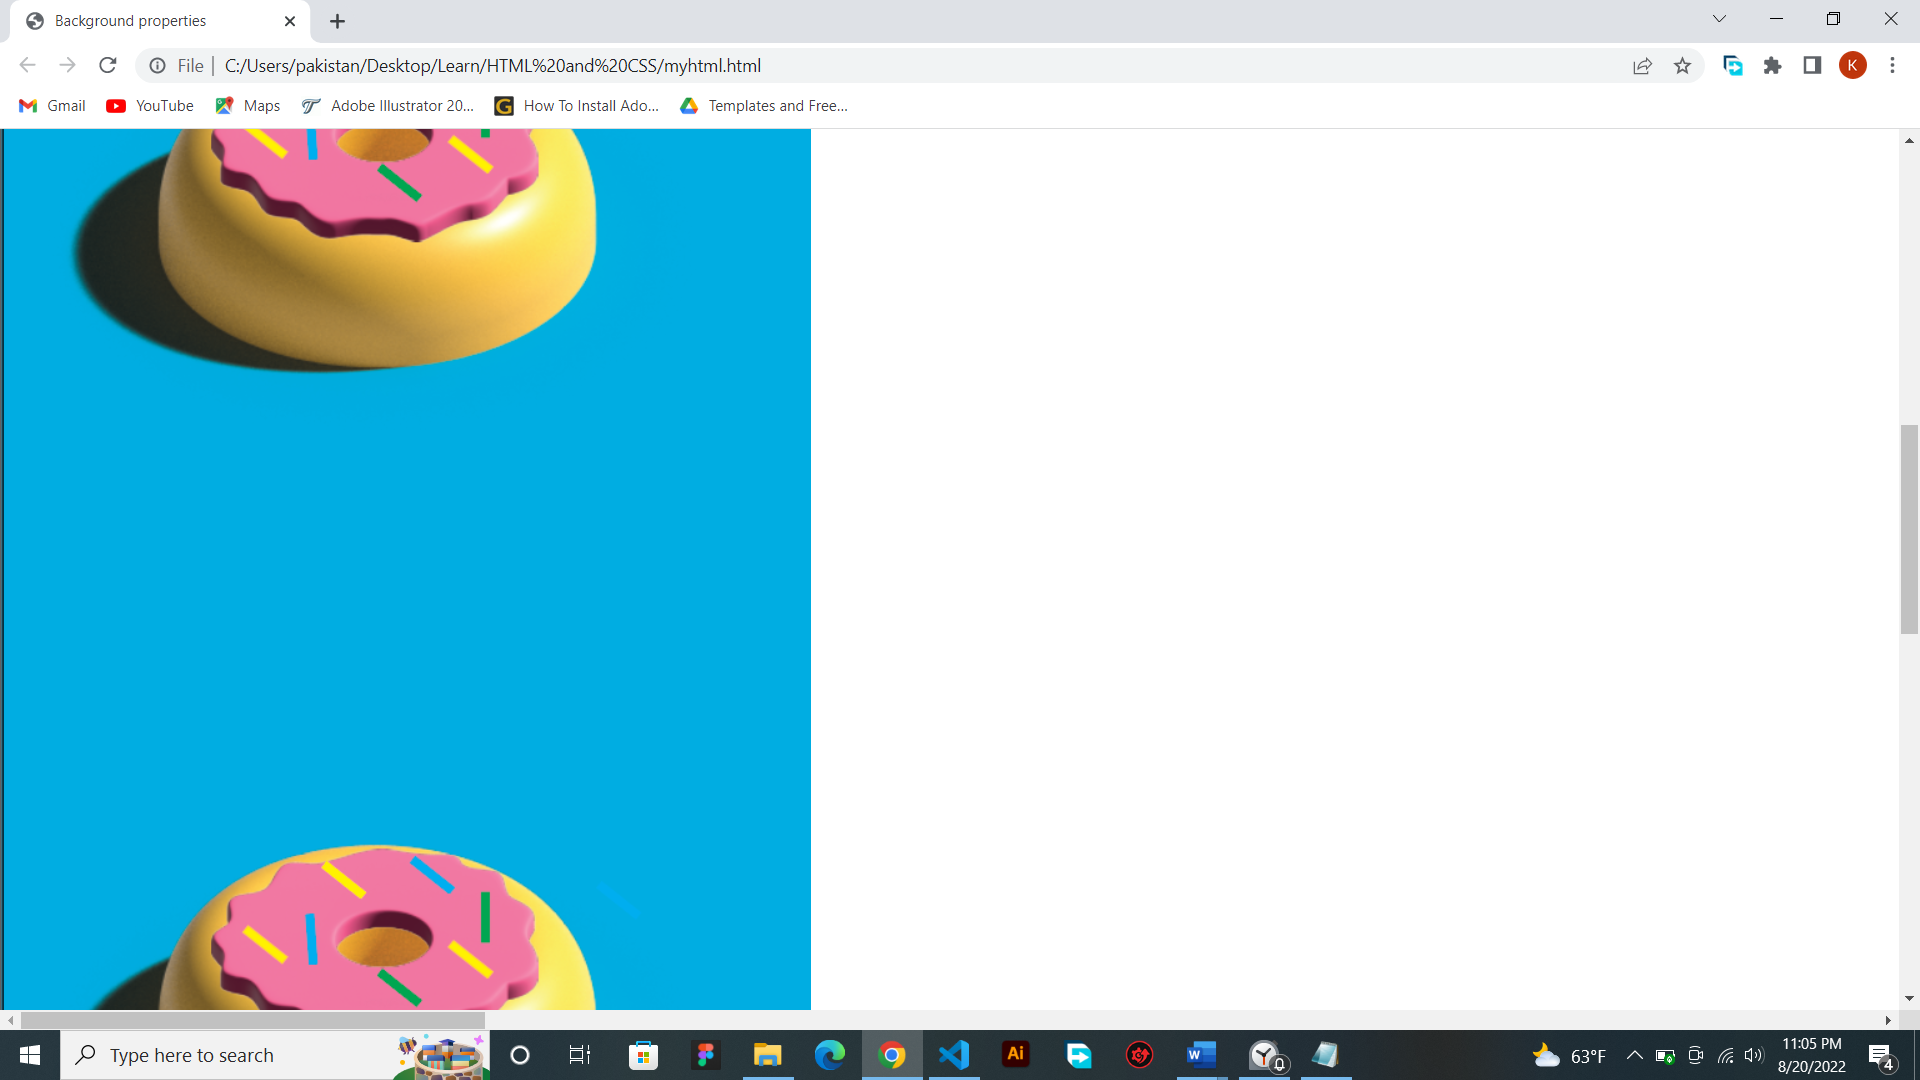 Background properties
File | C:/Users/pakistan/Desktop/Learn/HTML%20and%20CSS/myhtml.html
K
Gmail YouTube Maps Adobe Illustrator 20... How To Install Ado... Templates and Free...
Type here to search
Ai
63°F
11:05 PM
8/20/2022
4